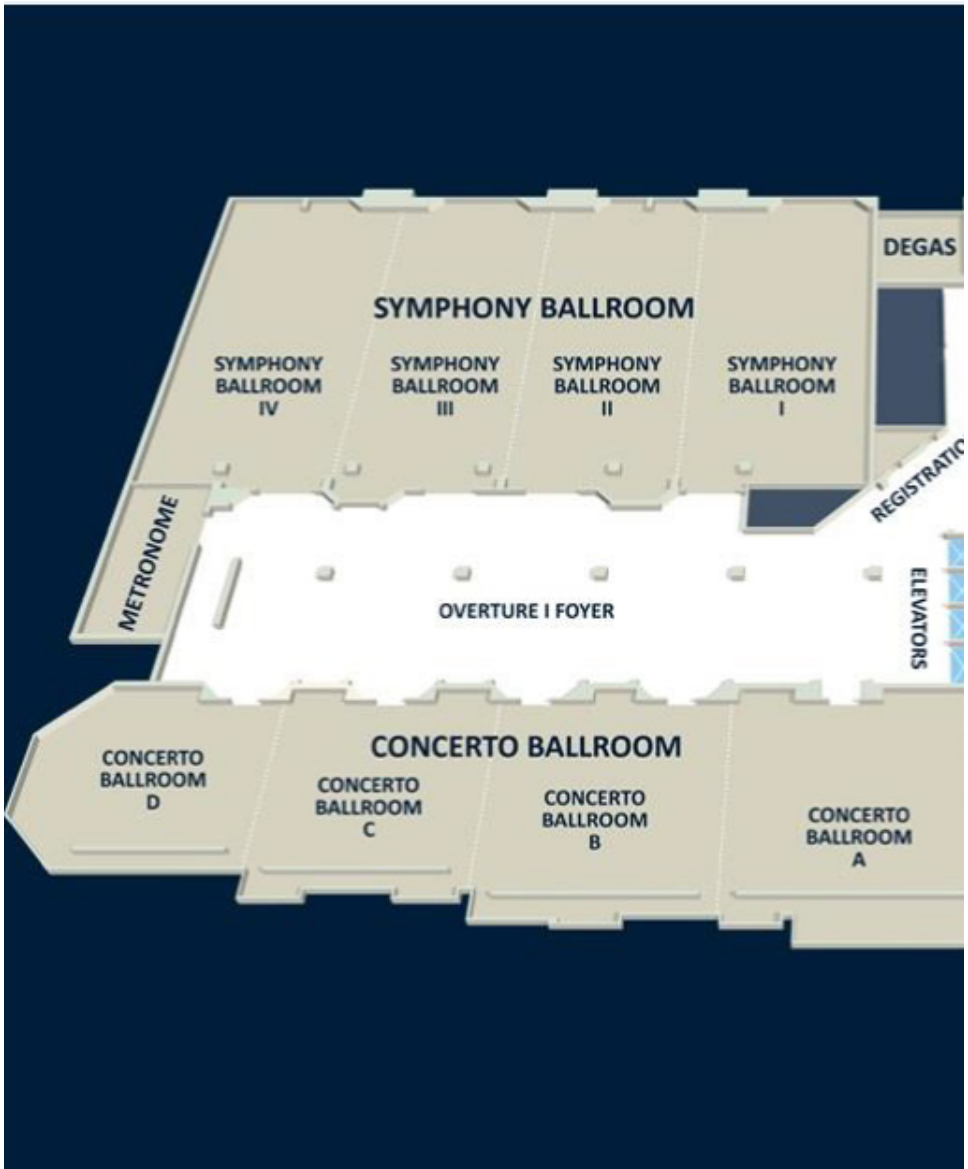 DEGAS
SYMPHONY BALLROOM
SYMPHONY
BALLROOM
IV
SYMPHONY
BALLROOM
III
SYMPHONY
BALLROOM
II
SYMPHONY
BALLROOM
I
METRONOME
REGISTRATIO
OVERTURE I FOYER
ELEVATORS
CONCERTO BALLROOM
CONCERTO
BALLROOM
D
CONCERTO
BALLROOM
C
CONCERTO
BALLROOM
B
CONCERTO
BALLROOM
A